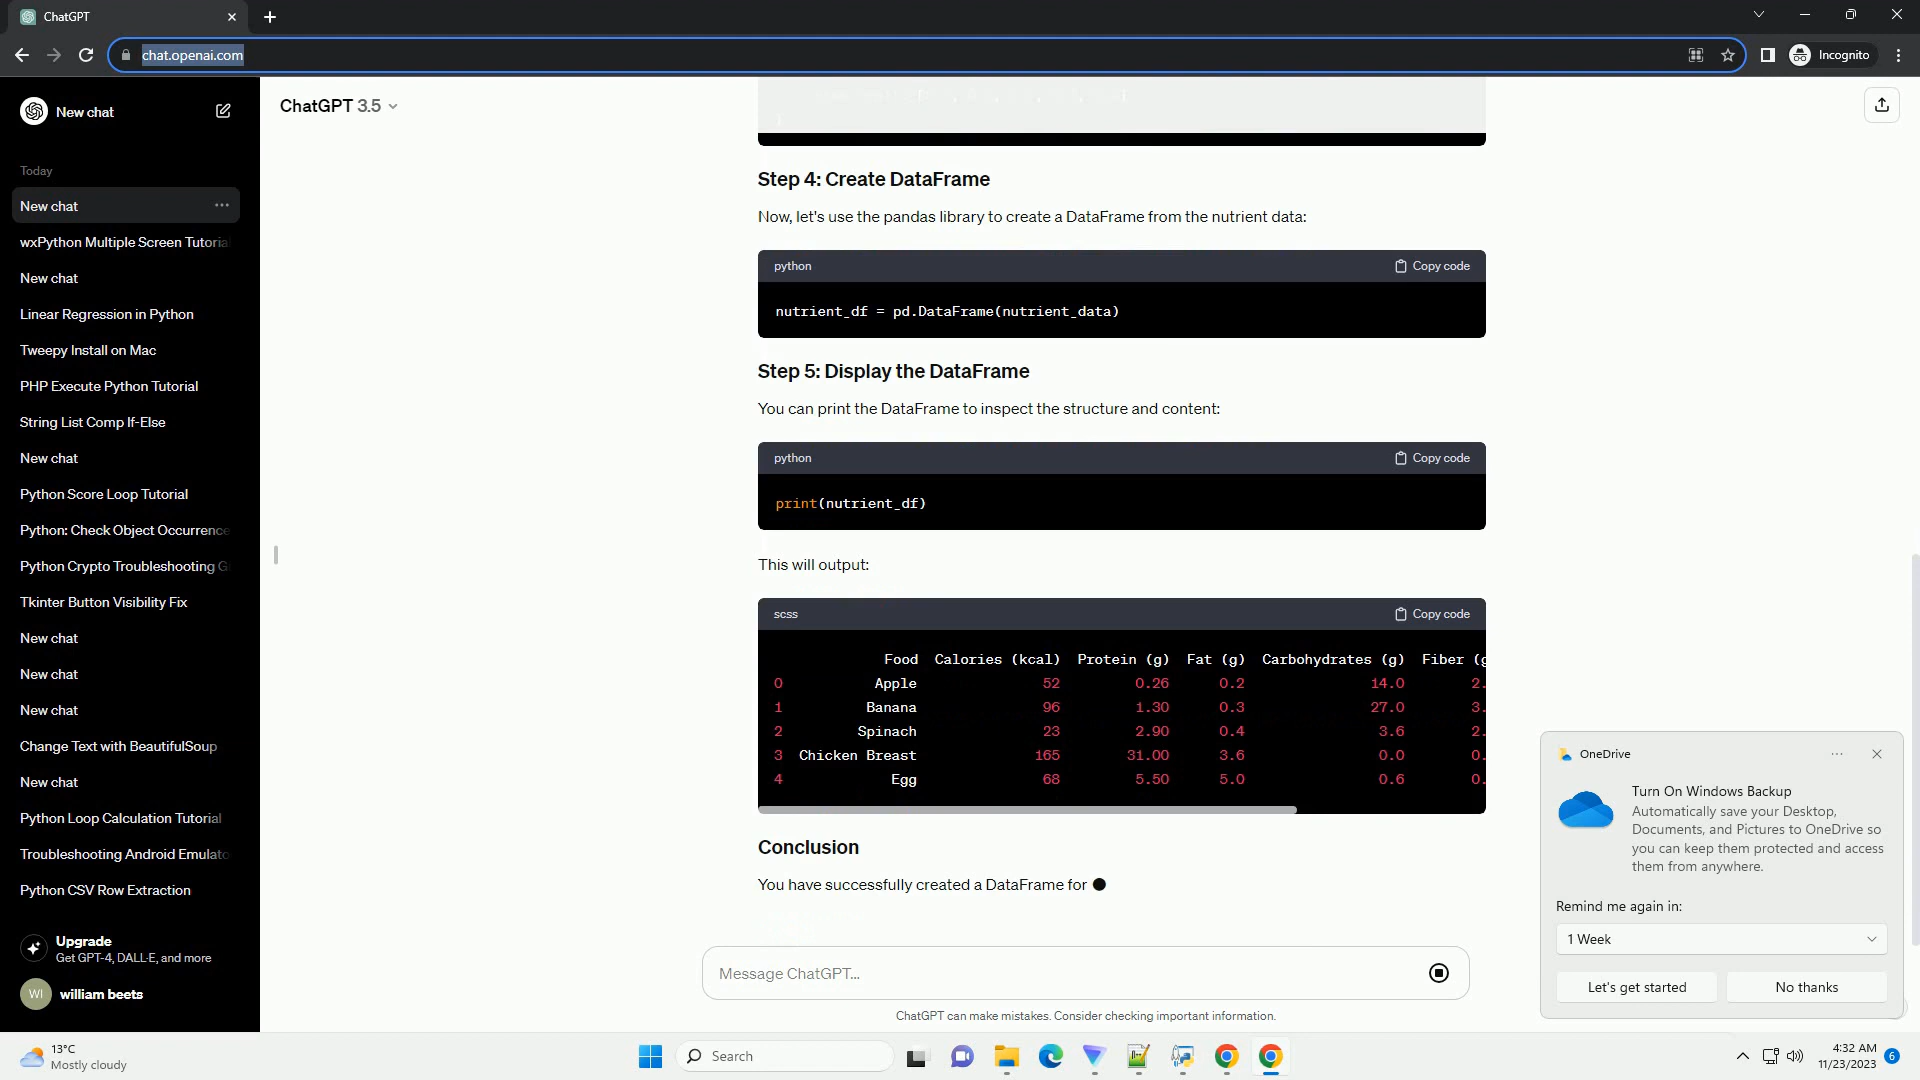 ChatGPT
chat.openai.com
Incognito
New chat
ChatGPT 3.5
Today
New chat
wxPython Multiple Screen Tutorial
New chat
Linear Regression in Python
Tweepy Install on Mac
PHP Execute Python Tutorial
String List Comp If-Else
New chat
Python Score Loop Tutorial
Python: Check Object Occurrence
Python Crypto Troubleshooting G
Tkinter Button Visibility Fix
New chat
New chat
New chat
Change Text with BeautifulSoup
New chat
Python Loop Calculation Tutorial
Troubleshooting Android Emulato
Python CSV Row Extraction
Upgrade
Get GPT-4, DALL·E, and more
WI
william beets
Step 4: Create DataFrame
Now, let's use the pandas library to create a DataFrame from the nutrient data:
python Copy code
nutrient_df = pd.DataFrame(nutrient_data)
Step 5: Display the DataFrame
You can print the DataFrame to inspect the structure and content:
python Copy code
print(nutrient_df)
This will output:
scss Copy code
Food Calories (kcal) Protein (g) Fat (g) Carbohydrates (g) Fiber (g
0 Apple 52 0.26 0.2 14.0 2.
1 Banana 96 1.30 0.3 27.0 3.
2 Spinach 23 2.90 0.4 3.6 2.
3 Chicken Breast 165 31.00 3.6 0.0 0.
4 Egg 68 5.50 5.0 0.6 0.
Conclusion
You have successfully created a DataFrame for
Message ChatGPT...
ChatGPT can make mistakes. Consider checking important information.
OneDrive
Turn On Windows Backup
Automatically save your Desktop,
Documents, and Pictures to OneDrive so
you can keep them protected and access
them from anywhere.
Remind me again in:
1 Week
Let's get started No thanks
13°C
Mostly cloudy
Search
4:32 AM
11/23/2023
6